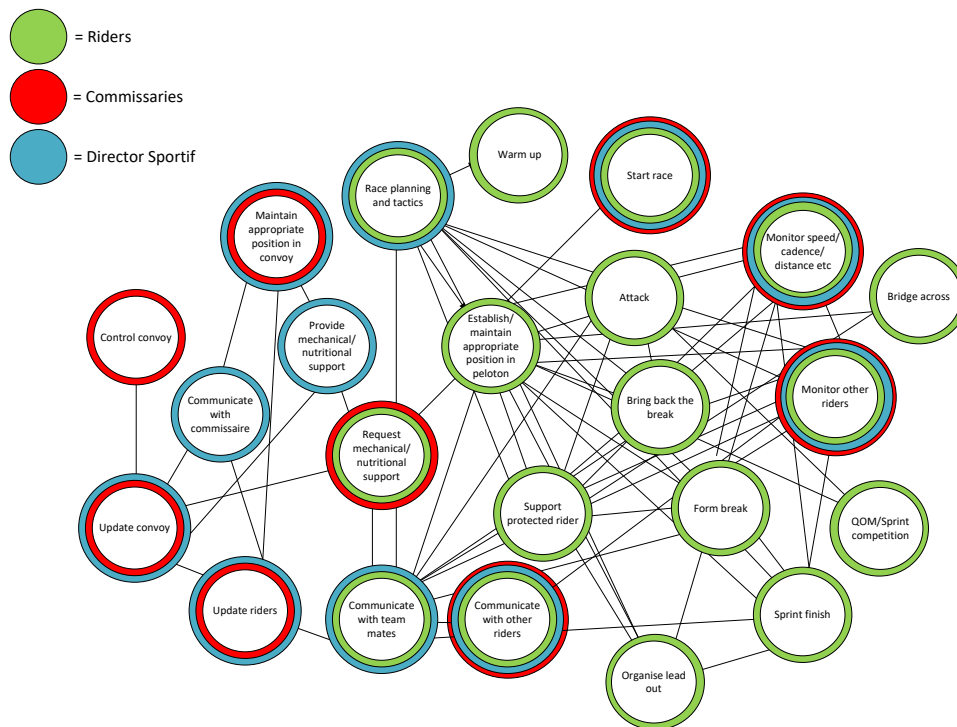 = Riders
= Commissaries
= Director Sportif
Warm up
Race planning
and tactics
Start race
Maintain
appropriate
position in
convoy
Monitor speed/
cadence/
distance etc
Attack
Bridge across
Control convoy
Provide
mechanical/
nutritional
support
Establish/
maintain
appropriate
position in
peloton
Communicate
with
commissaire
Bring back the
break
Monitor other
riders
Request
mechanical/
nutritional
support
Update convoy
Support
protected rider
Form break
QOM/Sprint
competition
Update riders
Communicate
with team
mates
Communicate
with other
riders
Sprint finish
Organise lead
out